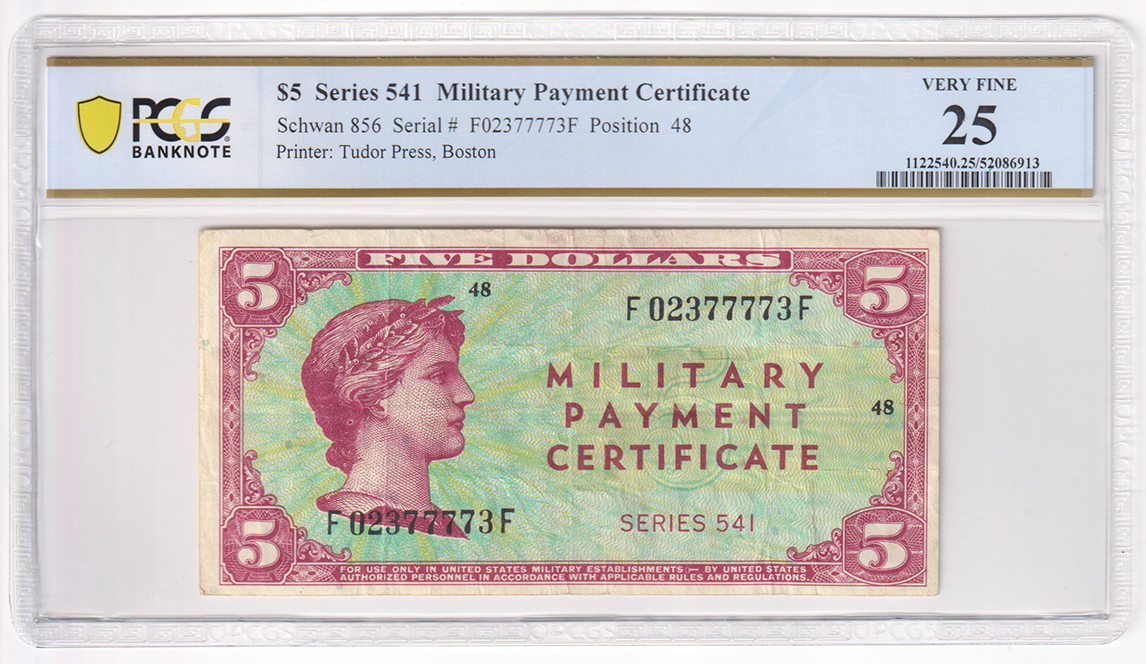 PCGS
BANKNOTE
$5 Series 541 Military Payment Certificate
Schwan 856 Serial # F02377773F Position 48
Printer: Tudor Press, Boston
VERY FINE
25
1122540.25/52086913
5 FIVE DOLLARS 5
48
F 02377773 F
MILITARY
PAYMENT
CERTIFICATE
48
F 02377773 F
SERIES 541
5 5
FOR USE ONLY IN UNITED STATES MILITARY ESTABLISHMENTS — BY UNITED STATES
AUTHORIZED PERSONNEL IN ACCORDANCE WITH APPLICABLE RULES AND REGULATIONS.